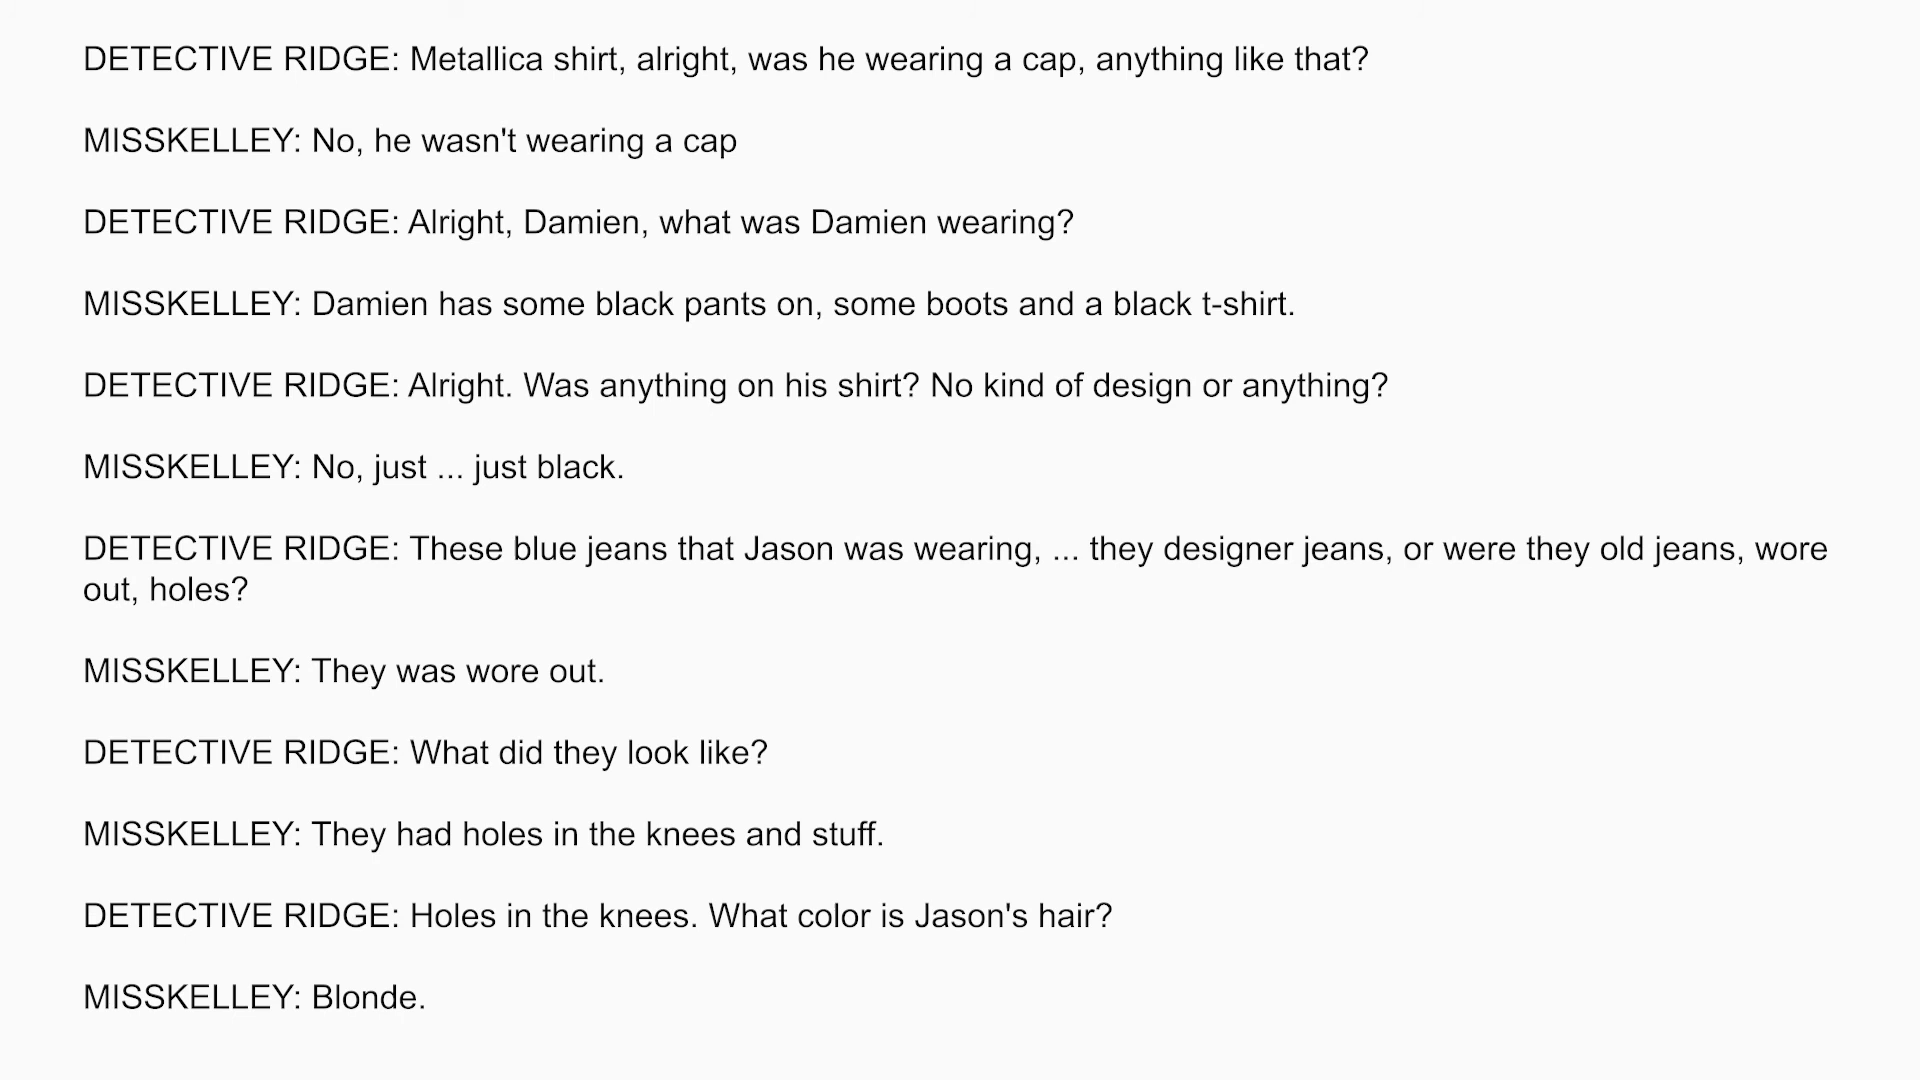 DETECTIVE RIDGE: Metallica shirt, alright, was he wearing a cap, anything like that?
MISSKELLEY: No, he wasn't wearing a cap
DETECTIVE RIDGE: Alright, Damien, what was Damien wearing?
MISSKELLEY: Damien has some black pants on, some boots and a black t-shirt.
DETECTIVE RIDGE: Alright. Was anything on his shirt? No kind of design or anything?
MISSKELLEY: No, just ... just black.
DETECTIVE RIDGE: These blue jeans that Jason was wearing, ... they designer jeans, or were they old jeans, wore
out, holes?
MISSKELLEY: They was wore out.
DETECTIVE RIDGE: What did they look like?
MISSKELLEY: They had holes in the knees and stuff.
DETECTIVE RIDGE: Holes in the knees. What color is Jason's hair?
MISSKELLEY: Blonde.